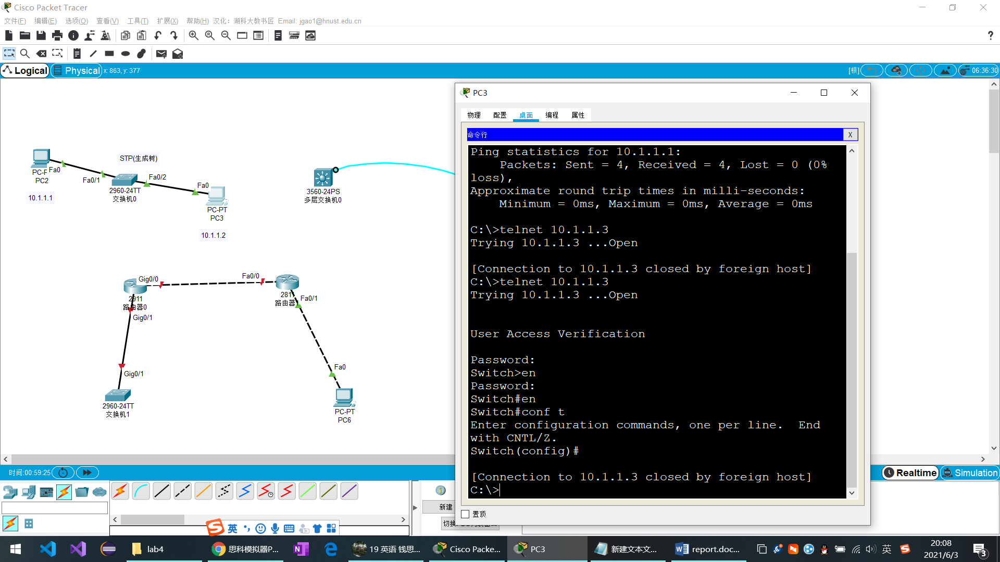 Cisco Packet Tracer
文件(F) 编辑(E) 选项(O) 查看(V) 工具(T) 扩展(X) 帮助(H) 汉化：湖科大教书匠 Email: jgao1@hnust.edu.cn
Logical
Physical
x: 863, y: 377
[根]
06:36:30
STP(生成树)
Fa0
PC2
10.1.1.1
Fa0/1
2960-24TT
交换机0
Fa0/2
Fa0
PC-PT
PC3
10.1.1.2
3560-24PS
多层交换机0
Gig0/0
2911
路由器0
Gig0/1
Fa0/0
路由器
Fa0/1
Gig0/1
2960-24TT
交换机1
Fa0
PC-PT
PC6
PC3
物理 配置 桌面 编程 属性
命令行
X
Ping statistics for 10.1.1.1:
Packets: Sent = 4, Received = 4, Lost = 0 (0%
loss),
Approximate round trip times in milli-seconds:
Minimum = 0ms, Maximum = 0ms, Average = 0ms
C:\>telnet 10.1.1.3
Trying 10.1.1.3 ...Open
[Connection to 10.1.1.3 closed by foreign host]
C:\>telnet 10.1.1.3
Trying 10.1.1.3 ...Open
User Access Verification
Password:
Switch>en
Password:
Switch#en
Switch#conf t
Enter configuration commands, one per line.  End
with CNTL/Z.
Switch(config)#
[Connection to 10.1.1.3 closed by foreign host]
C:\>
置顶
时间:00:59:25
Realtime
Simulation
新建
英
lab4
思科模拟器P...
19 英语 钱思...
Cisco Packe...
PC3
新建文本文...
report.doc...
英
20:08
2021/6/3
3